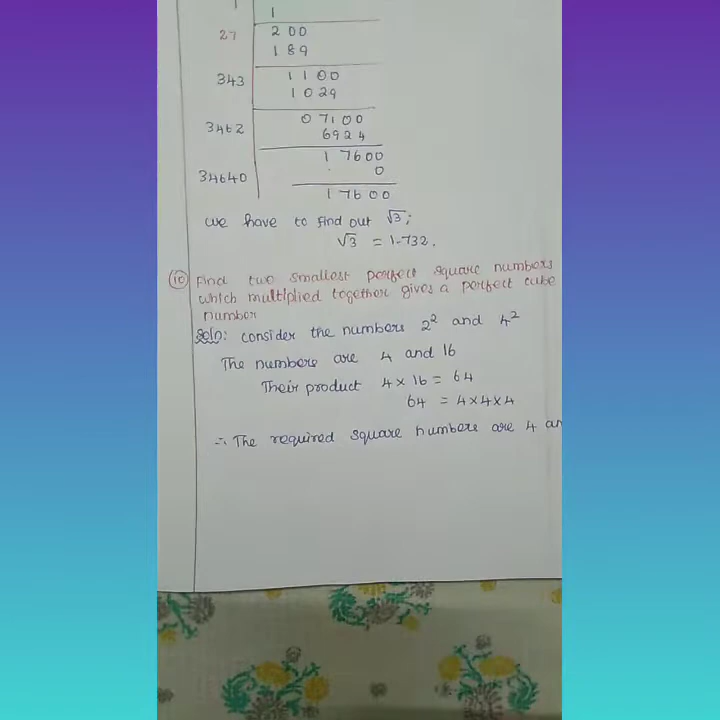 1
1
27 200
189
343 1100
1029
3462 07100
6924
17600
34640 0
17600
we have to find out √3;
√3 = 1.732.
(10) Find two smallest perfect square numbers
which multiplied together gives a perfect cube
number
Soln: consider the numbers 2² and 4²
The numbers are 4 and 16
Their product 4 × 16 = 64
64 = 4×4×4
∴ The required square numbers are 4 an